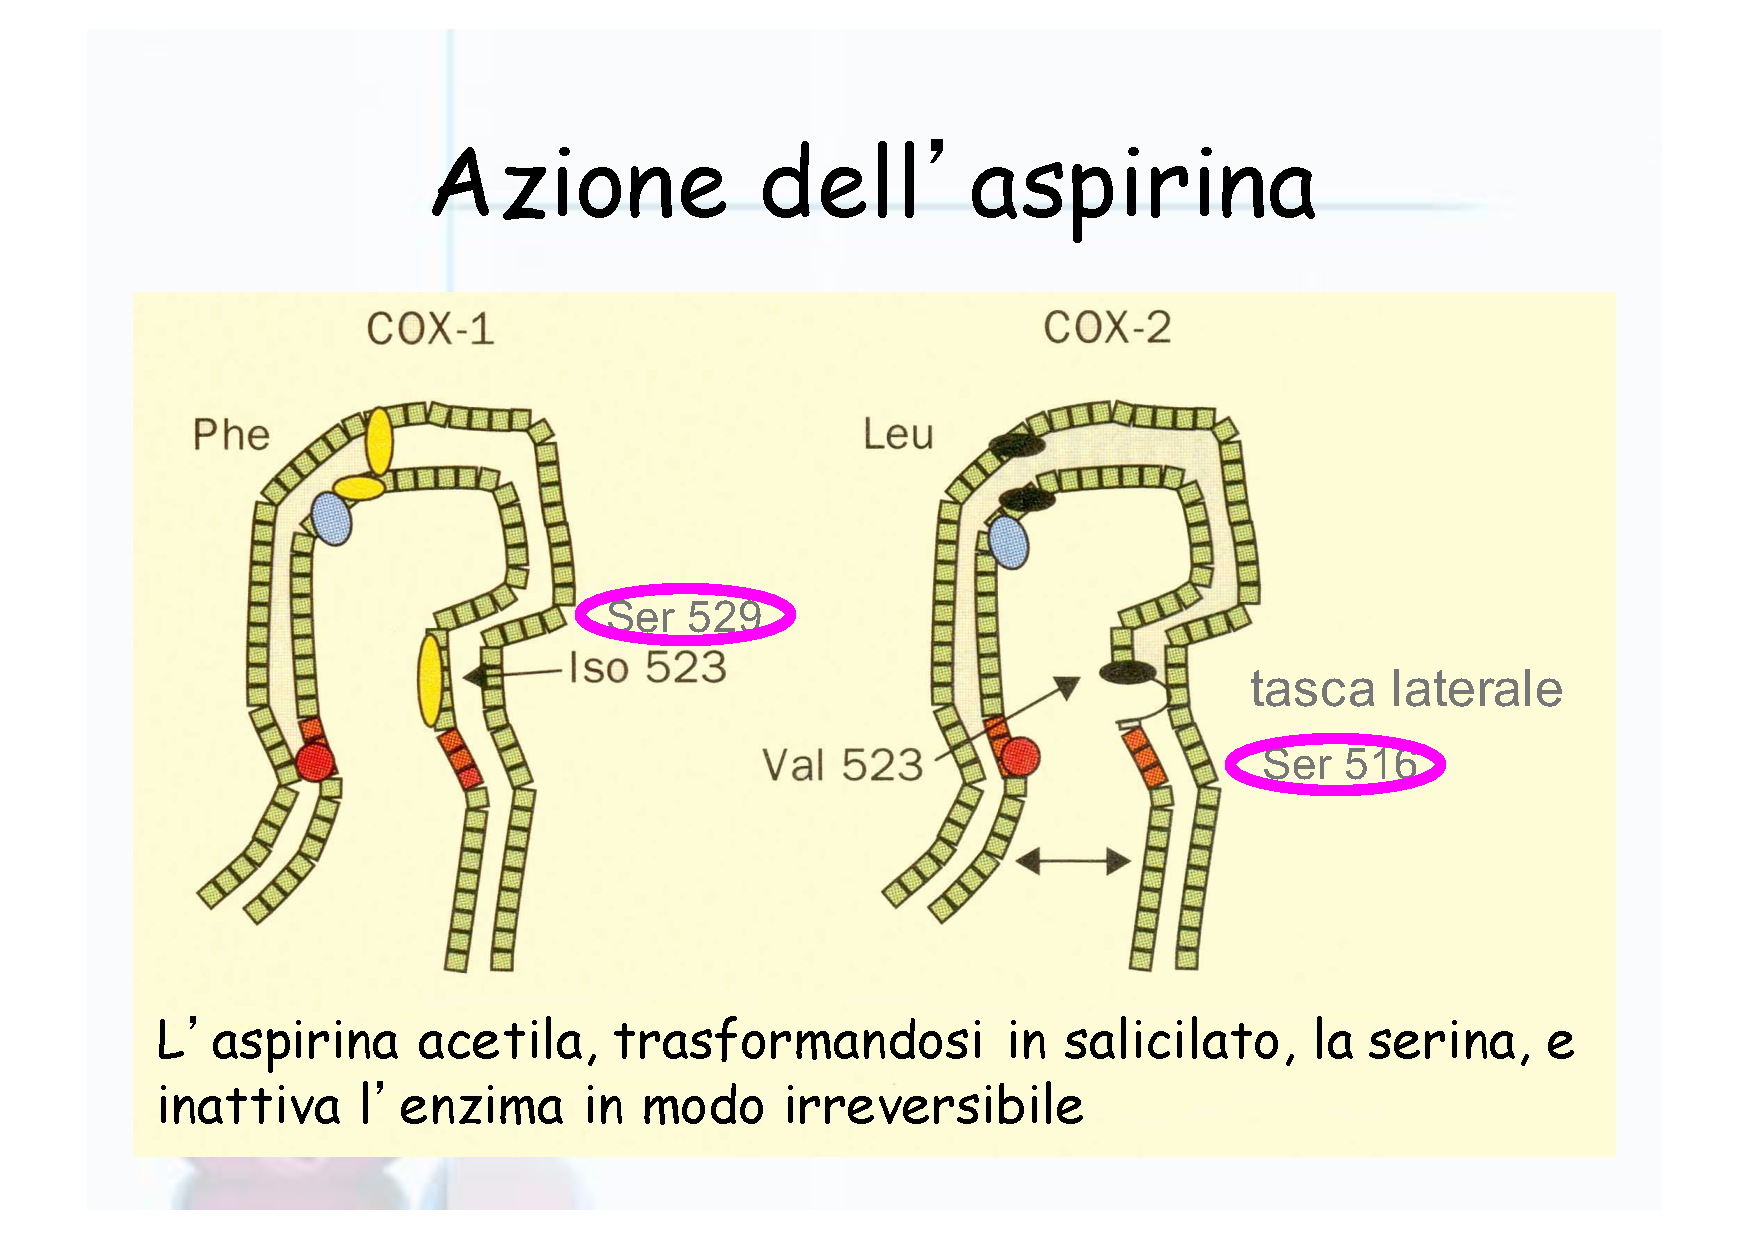 Azione dell’aspirina
COX-1
COX-2
Phe
Leu
Ser 529
Iso 523
tasca laterale
Val 523
Ser 516
L’aspirina acetila, trasformandosi in salicilato, la serina, e
inattiva l’enzima in modo irreversibile